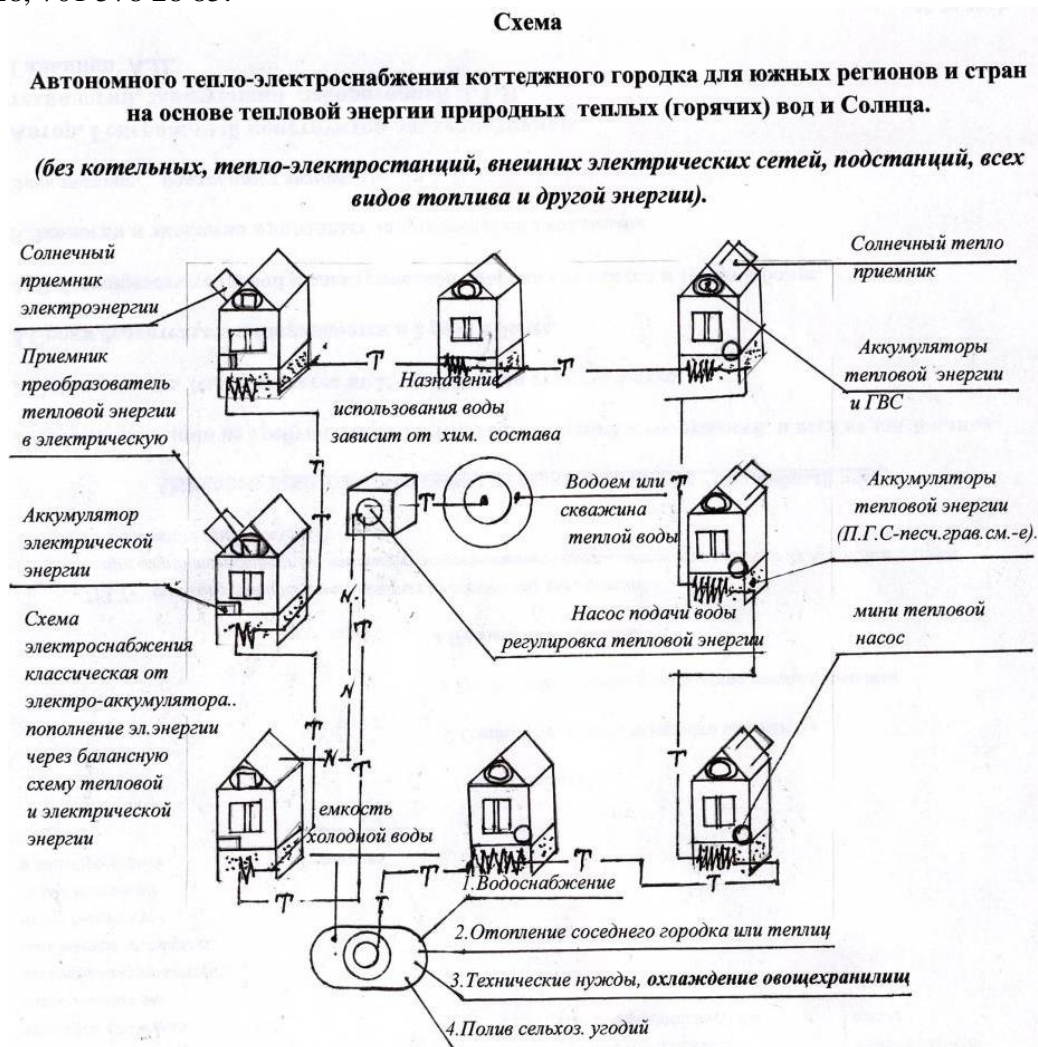 Схема
Автономного тепло-электроснабжения коттеджного городка для южных регионов и стран
на основе тепловой энергии природных теплых (горячих) вод и Солнца.
(без котельных, тепло-электростанций, внешних электрических сетей, подстанций, всех
видов топлива и другой энергии).
Солнечный
приемник
электроэнергии
Приемник
преобразователь
тепловой энергии
в электрическую
Аккумулятор
электрической
энергии
Схема
электроснабжения
классическая от
электро-аккумулятора..
пополнение эл.энергии
через балансную
схему тепловой
и электрической
энергии
Назначение
использования воды
зависит от хим. состава
Водоем или
скважина
теплой воды
Насос подачи воды
регулировка тепловой энергии
Солнечный тепло
приемник
Аккумуляторы
тепловой энергии
и ГВС
Аккумуляторы
тепловой энергии
(П.Г.С-песч.грав.см.-е).
мини тепловой
насос
емкость
холодной воды
1.Водоснабжение
2.Отопление соседнего городка или теплиц
3.Технические нужды, охлаждение овощехранилищ
4.Полив сельхоз. угодий